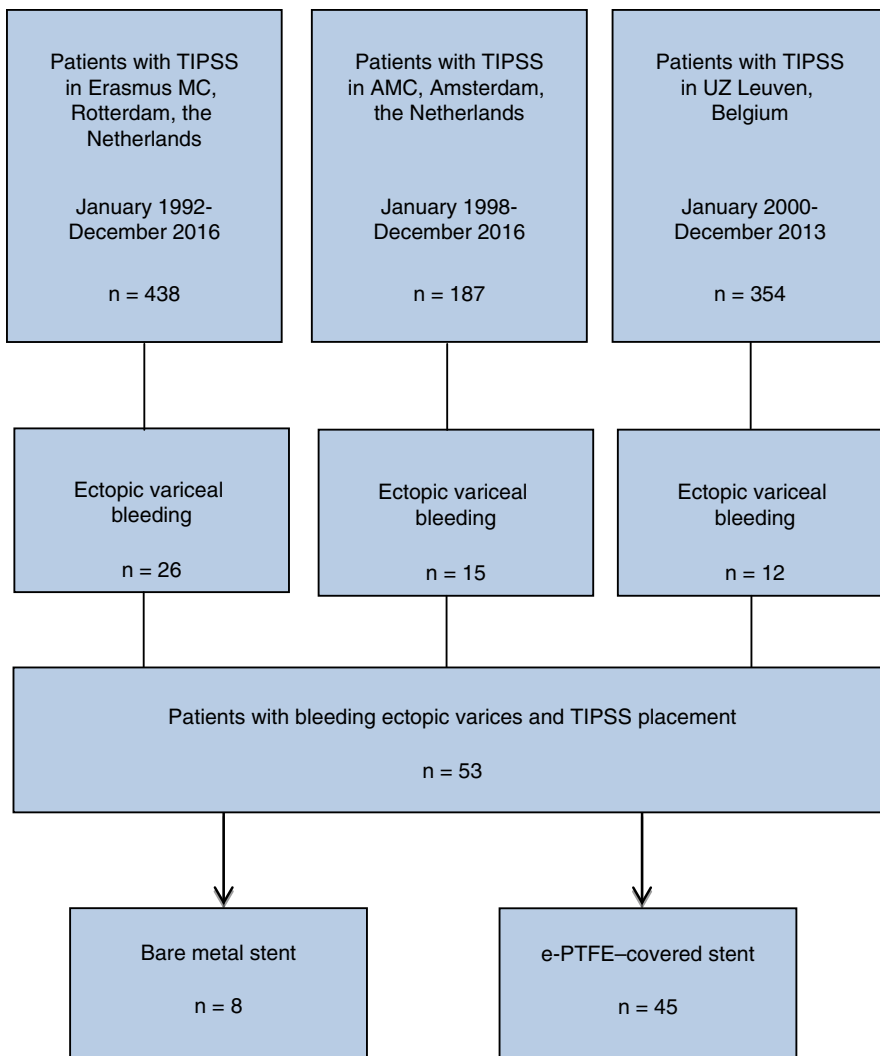 Patients with TIPSS
in Erasmus MC,
Rotterdam, the
Netherlands
January 1992-
December 2016
n = 438
Patients with TIPSS
in AMC, Amsterdam,
the Netherlands
January 1998-
December 2016
n = 187
Patients with TIPSS
in UZ Leuven,
Belgium
January 2000-
December 2013
n = 354
Ectopic variceal
bleeding
n = 26
Ectopic variceal
bleeding
n = 15
Ectopic variceal
bleeding
n = 12
Patients with bleeding ectopic varices and TIPSS placement
n = 53
Bare metal stent
n = 8
e-PTFE–covered stent
n = 45